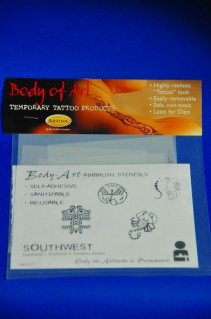 Body of Art
TEMPORARY TATTOO PRODUCTS
• Highly realistic
"Tattoo" look
• Easily removable
• Safe, non-toxic
• Lasts for Days
Body Art AIRBRUSH STENCILS
• SELF-ADHESIVE
• SANITIZABLE
• REUSABLE
SOUTHWEST
Only the Attitude is Permanent